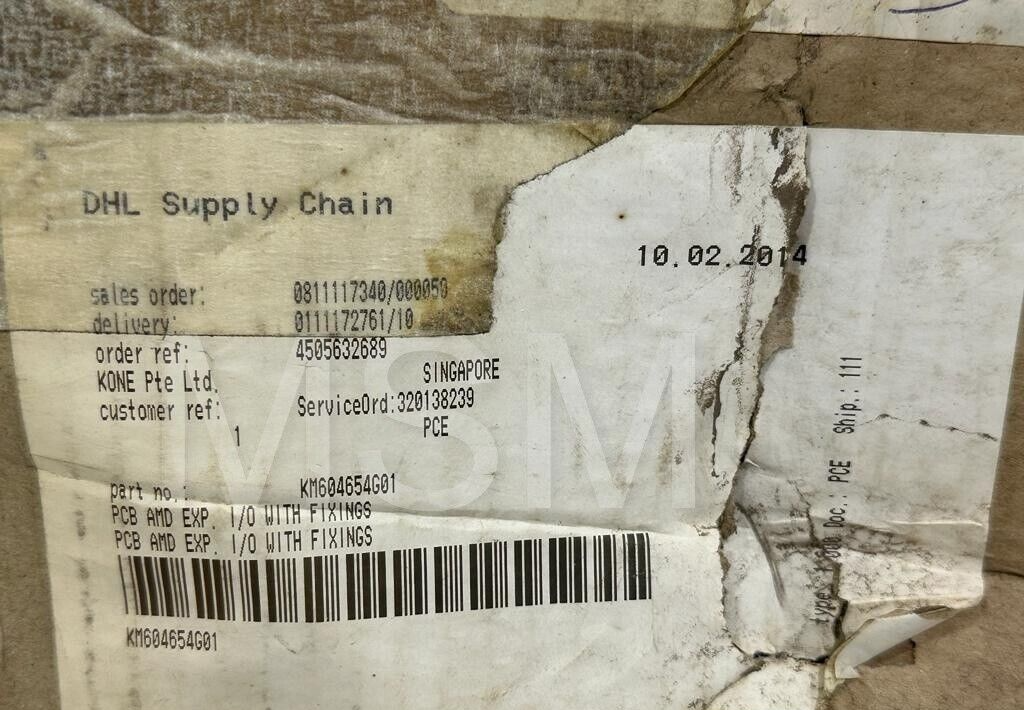 DHL Supply Chain
10.02.2014
sales order: 0811117340/000050
delivery: 0111172761/10
order ref: 4505632689
KONE Pte Ltd. SINGAPORE
customer ref: ServiceOrd:320138239
1 PCE
part no.: KM604654G01
PCB AMD EXP. I/O WITH FIXINGS
PCB AMD EXP. I/O WITH FIXINGS
KM604654G01
type: Doc.: PCE Ship.: 111
MSM